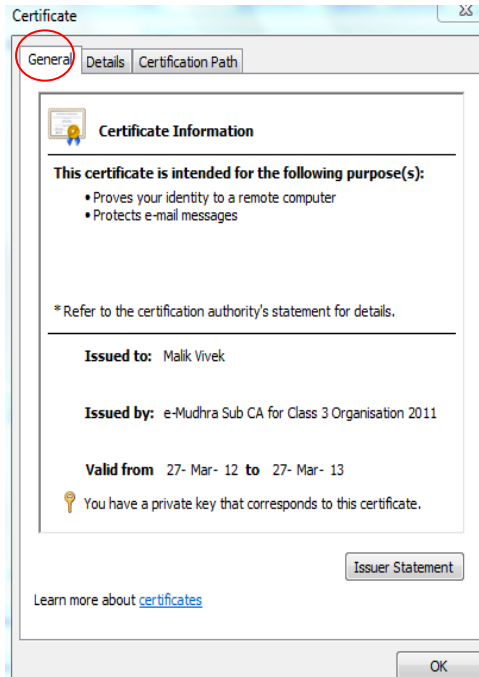 Certificate
General Details Certification Path
Certificate Information
This certificate is intended for the following purpose(s):
• Proves your identity to a remote computer
• Protects e-mail messages
* Refer to the certification authority's statement for details.
Issued to: Malik Vivek
Issued by: e-Mudhra Sub CA for Class 3 Organisation 2011
Valid from 27- Mar- 12 to 27- Mar- 13
You have a private key that corresponds to this certificate.
Issuer Statement
Learn more about certificates
OK